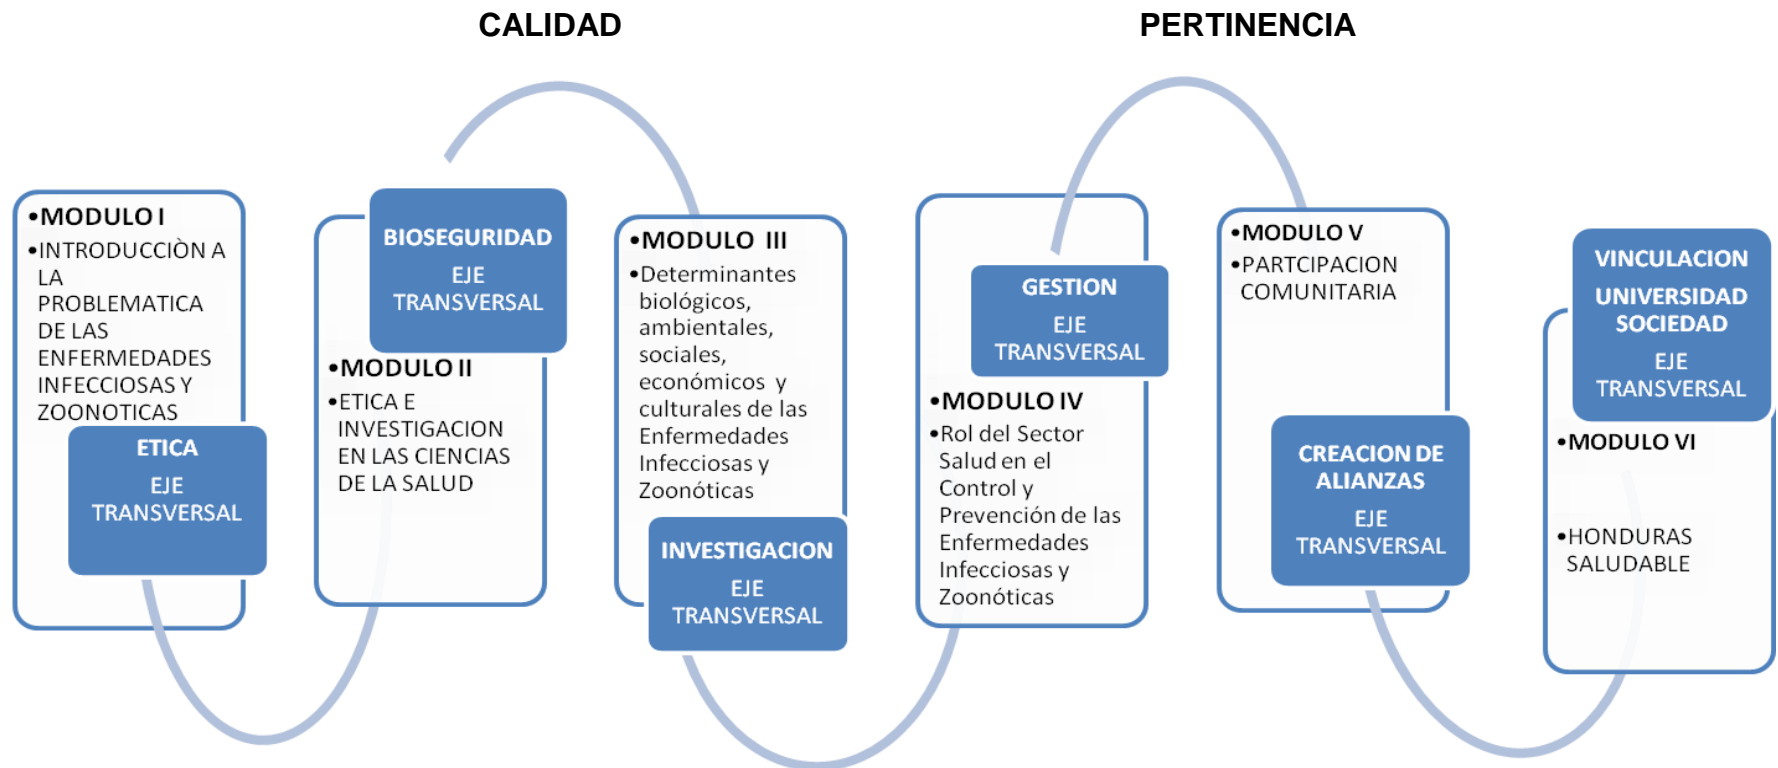 CALIDAD
PERTINENCIA
•MODULO I
•INTRODUCCIÒN A
LA
PROBLEMATICA
DE LAS
ENFERMEDADES
INFECCIOSAS Y
ZOONOTICAS
ETICA
EJE
TRANSVERSAL
BIOSEGURIDAD
EJE
TRANSVERSAL
•MODULO II
•ETICA E
INVESTIGACION
EN LAS CIENCIAS
DE LA SALUD
•MODULO III
•Determinantes
biológicos,
ambientales,
sociales,
económicos y
culturales de las
Enfermedades
Infecciosas y
Zoonóticas
INVESTIGACION
EJE
TRANSVERSAL
GESTION
EJE
TRANSVERSAL
•MODULO IV
•Rol del Sector
Salud en el
Control y
Prevención de las
Enfermedades
Infecciosas y
Zoonóticas
•MODULO V
•PARTCIPACION
COMUNITARIA
CREACION DE
ALIANZAS
EJE
TRANSVERSAL
VINCULACION
UNIVERSIDAD
SOCIEDAD
EJE
TRANSVERSAL
•MODULO VI
•HONDURAS
SALUDABLE